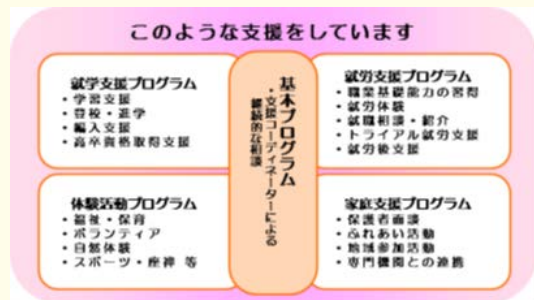 このような支援をしています
就学支援プログラム
・学習支援
・登校・進学
・編入支援
・高卒資格取得支援
基本プログラム
・支援コーディネーターによる
継続的な相談
就労支援プログラム
・職業基礎能力の習得
・就労体験
・就職相談・紹介
・トライアル就労支援
・就労後支援
体験活動プログラム
・福祉・保育
・ボランティア
・自然体験
・スポーツ・座禅 等
家庭支援プログラム
・保護者面談
・ふれあい活動
・地域参加活動
・専門機関との連携